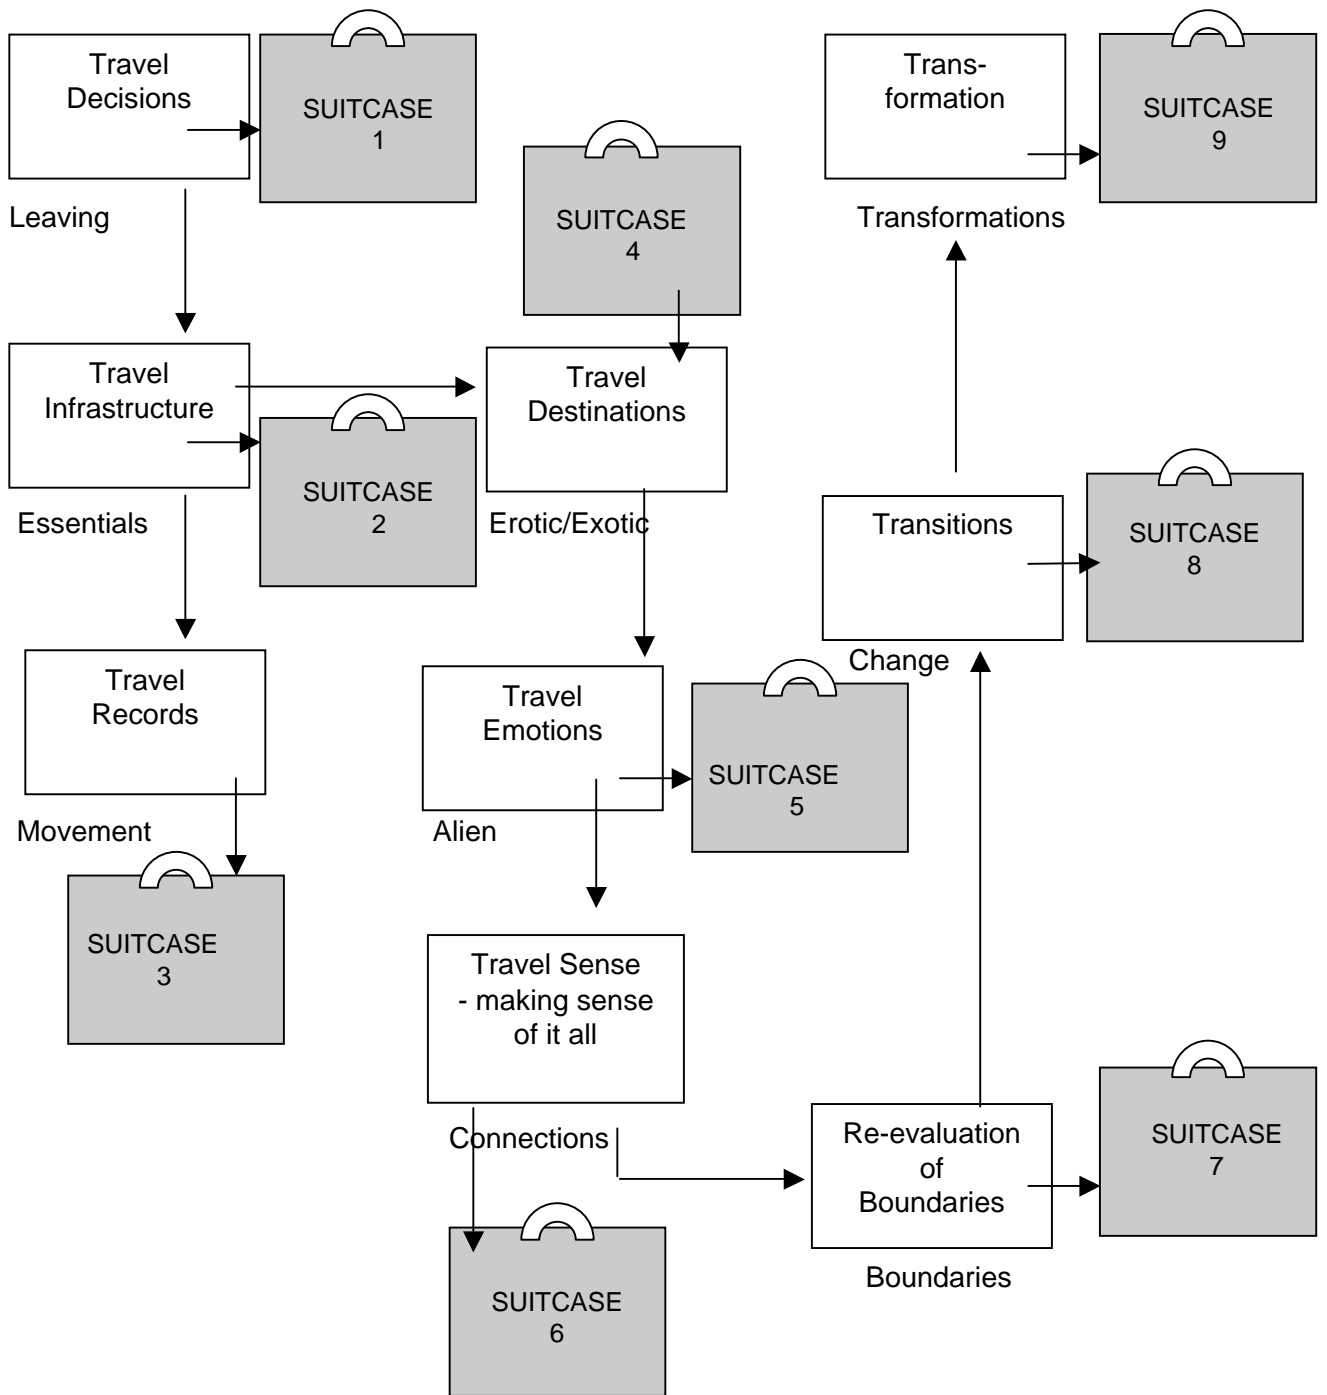 Travel
Decisions
SUITCASE
1
Leaving
Travel
Infrastructure
SUITCASE
2
Essentials
Travel
Records
Movement
SUITCASE
3
SUITCASE
4
Travel
Destinations
Erotic/Exotic
Travel
Emotions
SUITCASE
5
Alien
Travel Sense
- making sense
of it all
Connections
SUITCASE
6
Re-evaluation
of
Boundaries
SUITCASE
7
Boundaries
Transitions
SUITCASE
8
Change
Trans-
formation
SUITCASE
9
Transformations